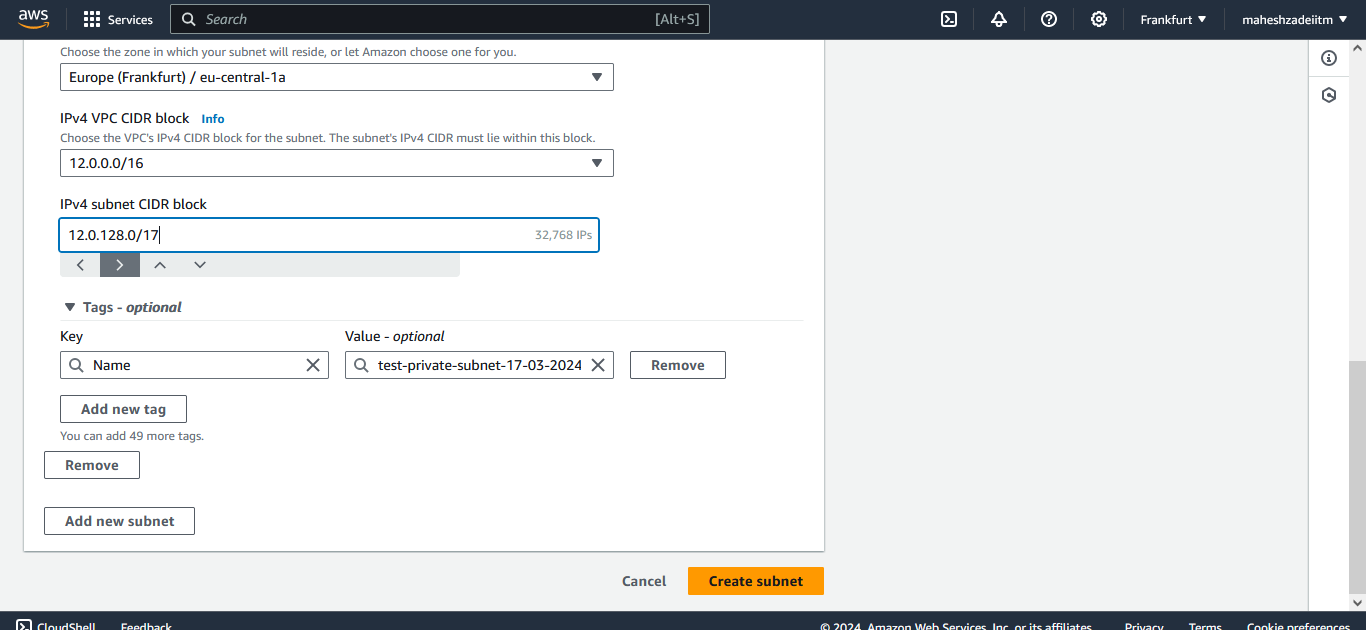 aws Services Search [Alt+S] Frankfurt maheshzadeiitm
Choose the zone in which your subnet will reside, or let Amazon choose one for you.
Europe (Frankfurt) / eu-central-1a
IPv4 VPC CIDR block Info
Choose the VPC's IPv4 CIDR block for the subnet. The subnet's IPv4 CIDR must lie within this block.
12.0.0.0/16
IPv4 subnet CIDR block
12.0.128.0/17 32,768 IPs
Tags - optional
Key Value - optional
Name test-private-subnet-17-03-2024 Remove
Add new tag
You can add 49 more tags.
Remove
Add new subnet
Cancel Create subnet
CloudShell Feedback © 2024, Amazon Web Services, Inc. or its affiliates. Privacy Terms Cookie preferences